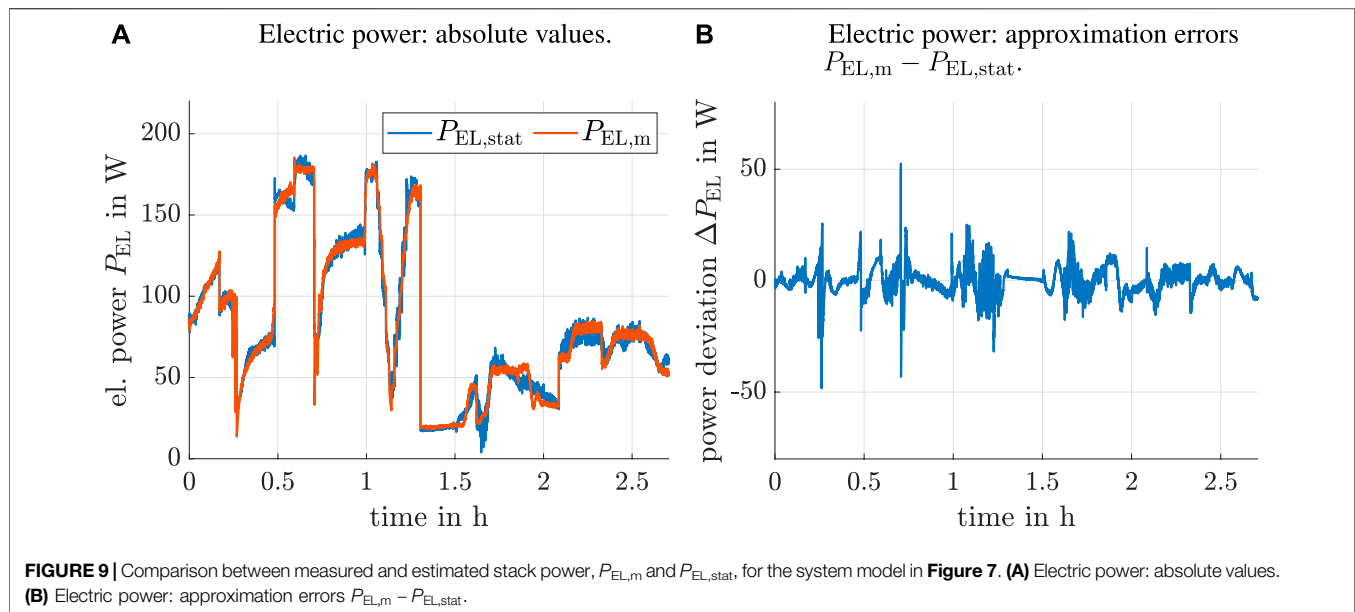 A Electric power: absolute values.
200
150
100
50
0
0 0.5 1 1.5 2 2.5
el. power P_EL in W
time in h
P_EL,stat P_EL,m
B Electric power: approximation errors
P_EL,m − P_EL,stat.
50
0
-50
0 0.5 1 1.5 2 2.5
power deviation ΔP_EL in W
time in h
FIGURE 9 | Comparison between measured and estimated stack power, P_EL,m and P_EL,stat, for the system model in Figure 7. (A) Electric power: absolute values.
(B) Electric power: approximation errors P_EL,m − P_EL,stat.